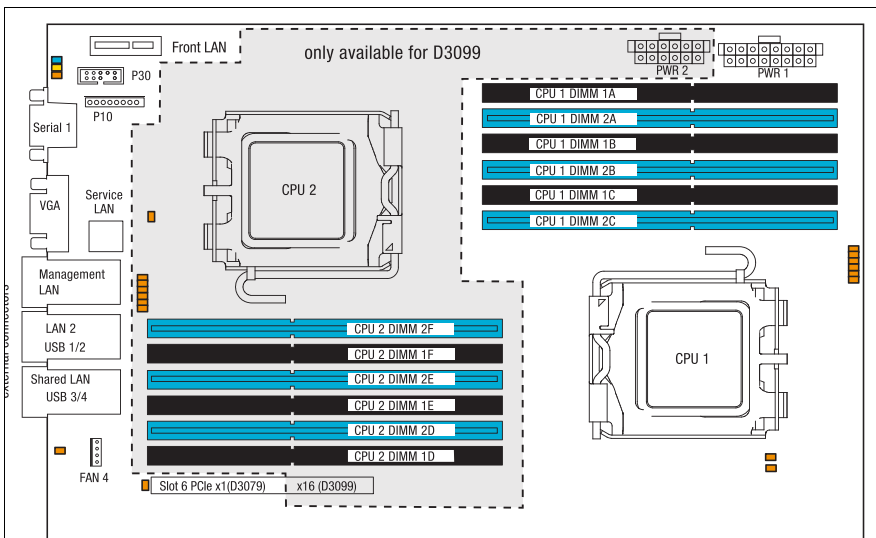 Front LAN
only available for D3099
P30
PWR 2
PWR 1
P10
Serial 1
CPU 1 DIMM 1A
CPU 1 DIMM 2A
CPU 1 DIMM 1B
CPU 1 DIMM 2B
CPU 1 DIMM 1C
CPU 1 DIMM 2C
CPU 2
VGA
Service
LAN
Management
LAN
LAN 2
USB 1/2
Shared LAN
USB 3/4
external connectors
CPU 2 DIMM 2F
CPU 2 DIMM 1F
CPU 2 DIMM 2E
CPU 2 DIMM 1E
CPU 2 DIMM 2D
CPU 2 DIMM 1D
CPU 1
FAN 4
Slot 6 PCIe x1(D3079) x16 (D3099)